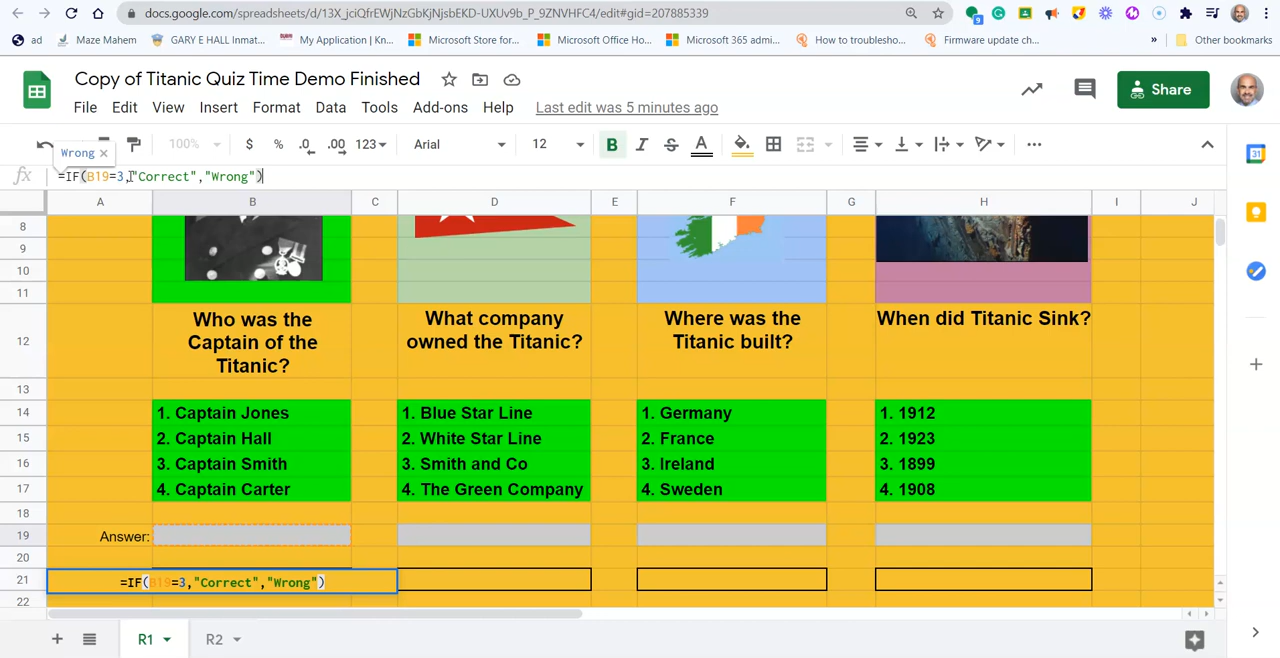 docs.google.com/spreadsheets/d/13X_jciQfrEWjNzGbKjNjsbEKD-UXUv9b_P_9ZNVHFC4/edit#gid=207885339
9
ad
Maze Mahem
GARY E HALL Inmat...
My Application | Kn...
Microsoft Store for...
Microsoft Office Ho...
Microsoft 365 admi...
How to troublesho...
Firmware update ch...
»
Other bookmarks
Copy of Titanic Quiz Time Demo Finished
File Edit View Insert Format Data Tools Add-ons Help Last edit was 5 minutes ago
Share
100% $ % .0 .00 123 Arial 12 B I S A
Wrong ×
fx =IF(B19=3,"Correct","Wrong")
A B C D E F G H I J
8
9
10
11
12
Who was the
Captain of the
Titanic?
What company
owned the Titanic?
Where was the
Titanic built?
When did Titanic Sink?
13
14 1. Captain Jones 1. Blue Star Line 1. Germany 1. 1912
15 2. Captain Hall 2. White Star Line 2. France 2. 1923
16 3. Captain Smith 3. Smith and Co 3. Ireland 3. 1899
17 4. Captain Carter 4. The Green Company 4. Sweden 4. 1908
18
19 Answer:
20
21 =IF(B19=3,"Correct","Wrong")
22
R1 R2
31